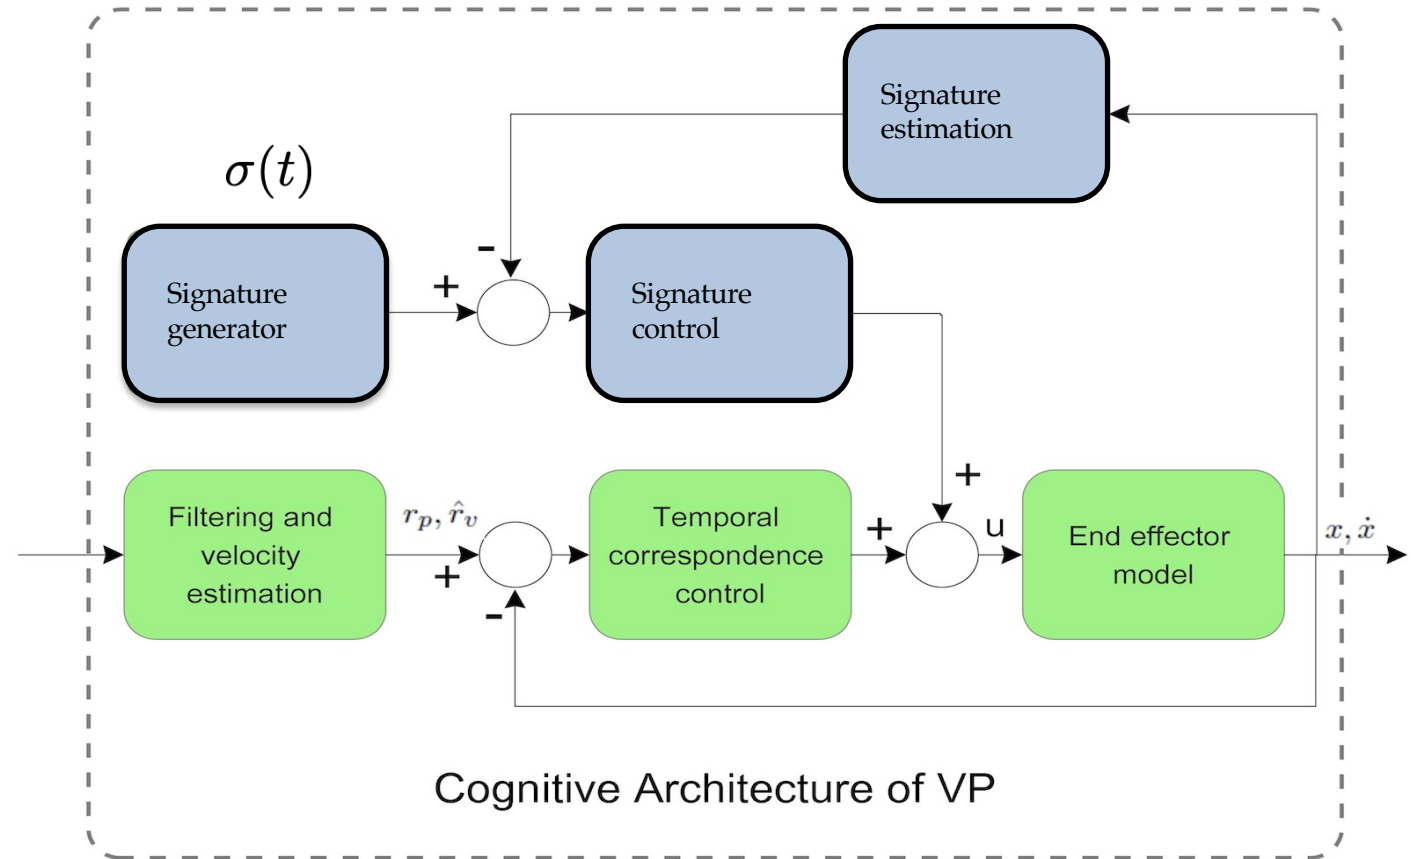 Signature
estimation
σ(t)
-
+
Signature
generator
Signature
control
+
Filtering and
velocity
estimation
r_p, r̂_v
+
-
Temporal
correspondence
control
+
u
End effector
model
x, ẋ
Cognitive Architecture of VP